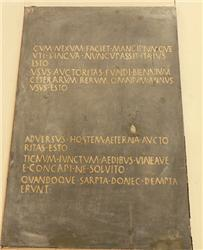 CVM NEXVM FACIET MANCIPIVMQVE
VTI LINGVA NVNCVPASSIT ITA IVS
ESTO
VSVS AVCTORITAS FVNDI BIENNIVM
CETERARVM RERVM OMNIVM ANNVS
VSVS ESTO
ADVERSVS HOSTEM AETERNA AVCTO
RITAS ESTO
TIGNVM IVNCTVM AEDIBVS VINEAVE
E CONCAPI NE SOLVITO
QVANDOQVE SARPTA DONEC DEMPTA
ERVNT